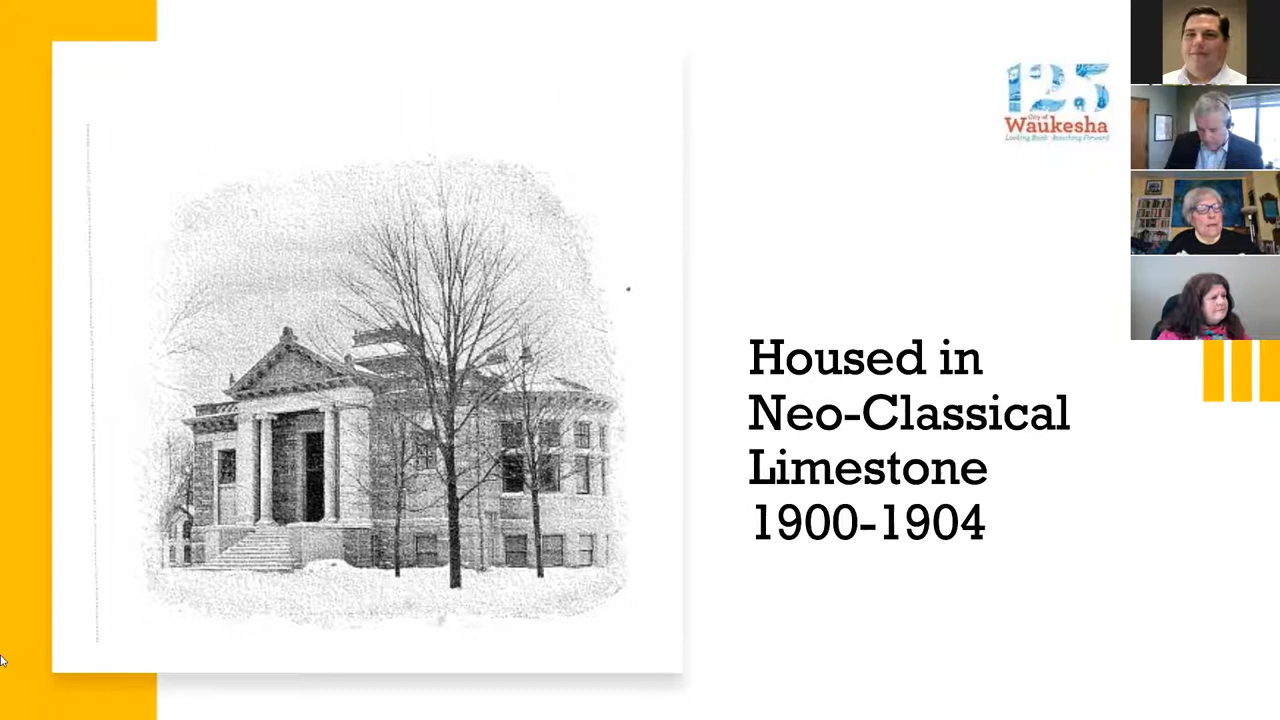 125
City of
Waukesha
Looking Back Reaching Forward
Housed in
Neo-Classical
Limestone
1900-1904